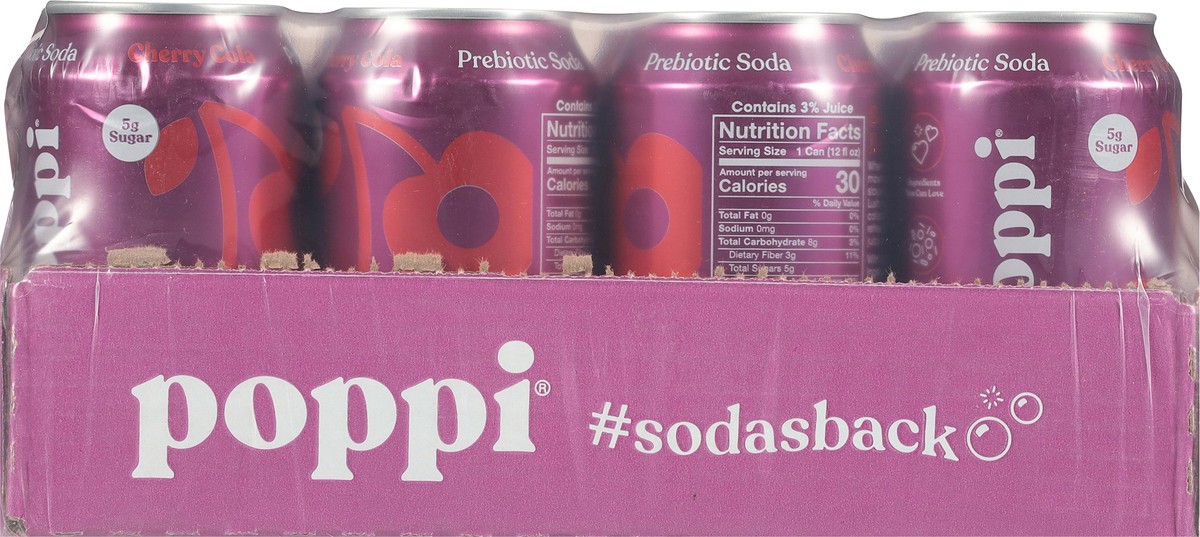 Soda
Cherry Cola
5g
Sugar
poppi®
Cola
Prebiotic Soda
Prebiotic Soda
Contains 3% Juice
Nutrition Facts
Serving Size 1 Can (12 fl oz)
Amount per serving
Calories 30
% Daily Value
Total Fat 0g 0%
Sodium 0mg 0%
Total Carbohydrate 8g 3%
Dietary Fiber 3g 11%
Total Sugars 5g
Prebiotic Soda
poppi®
5g
Sugar
poppi®
#sodasback